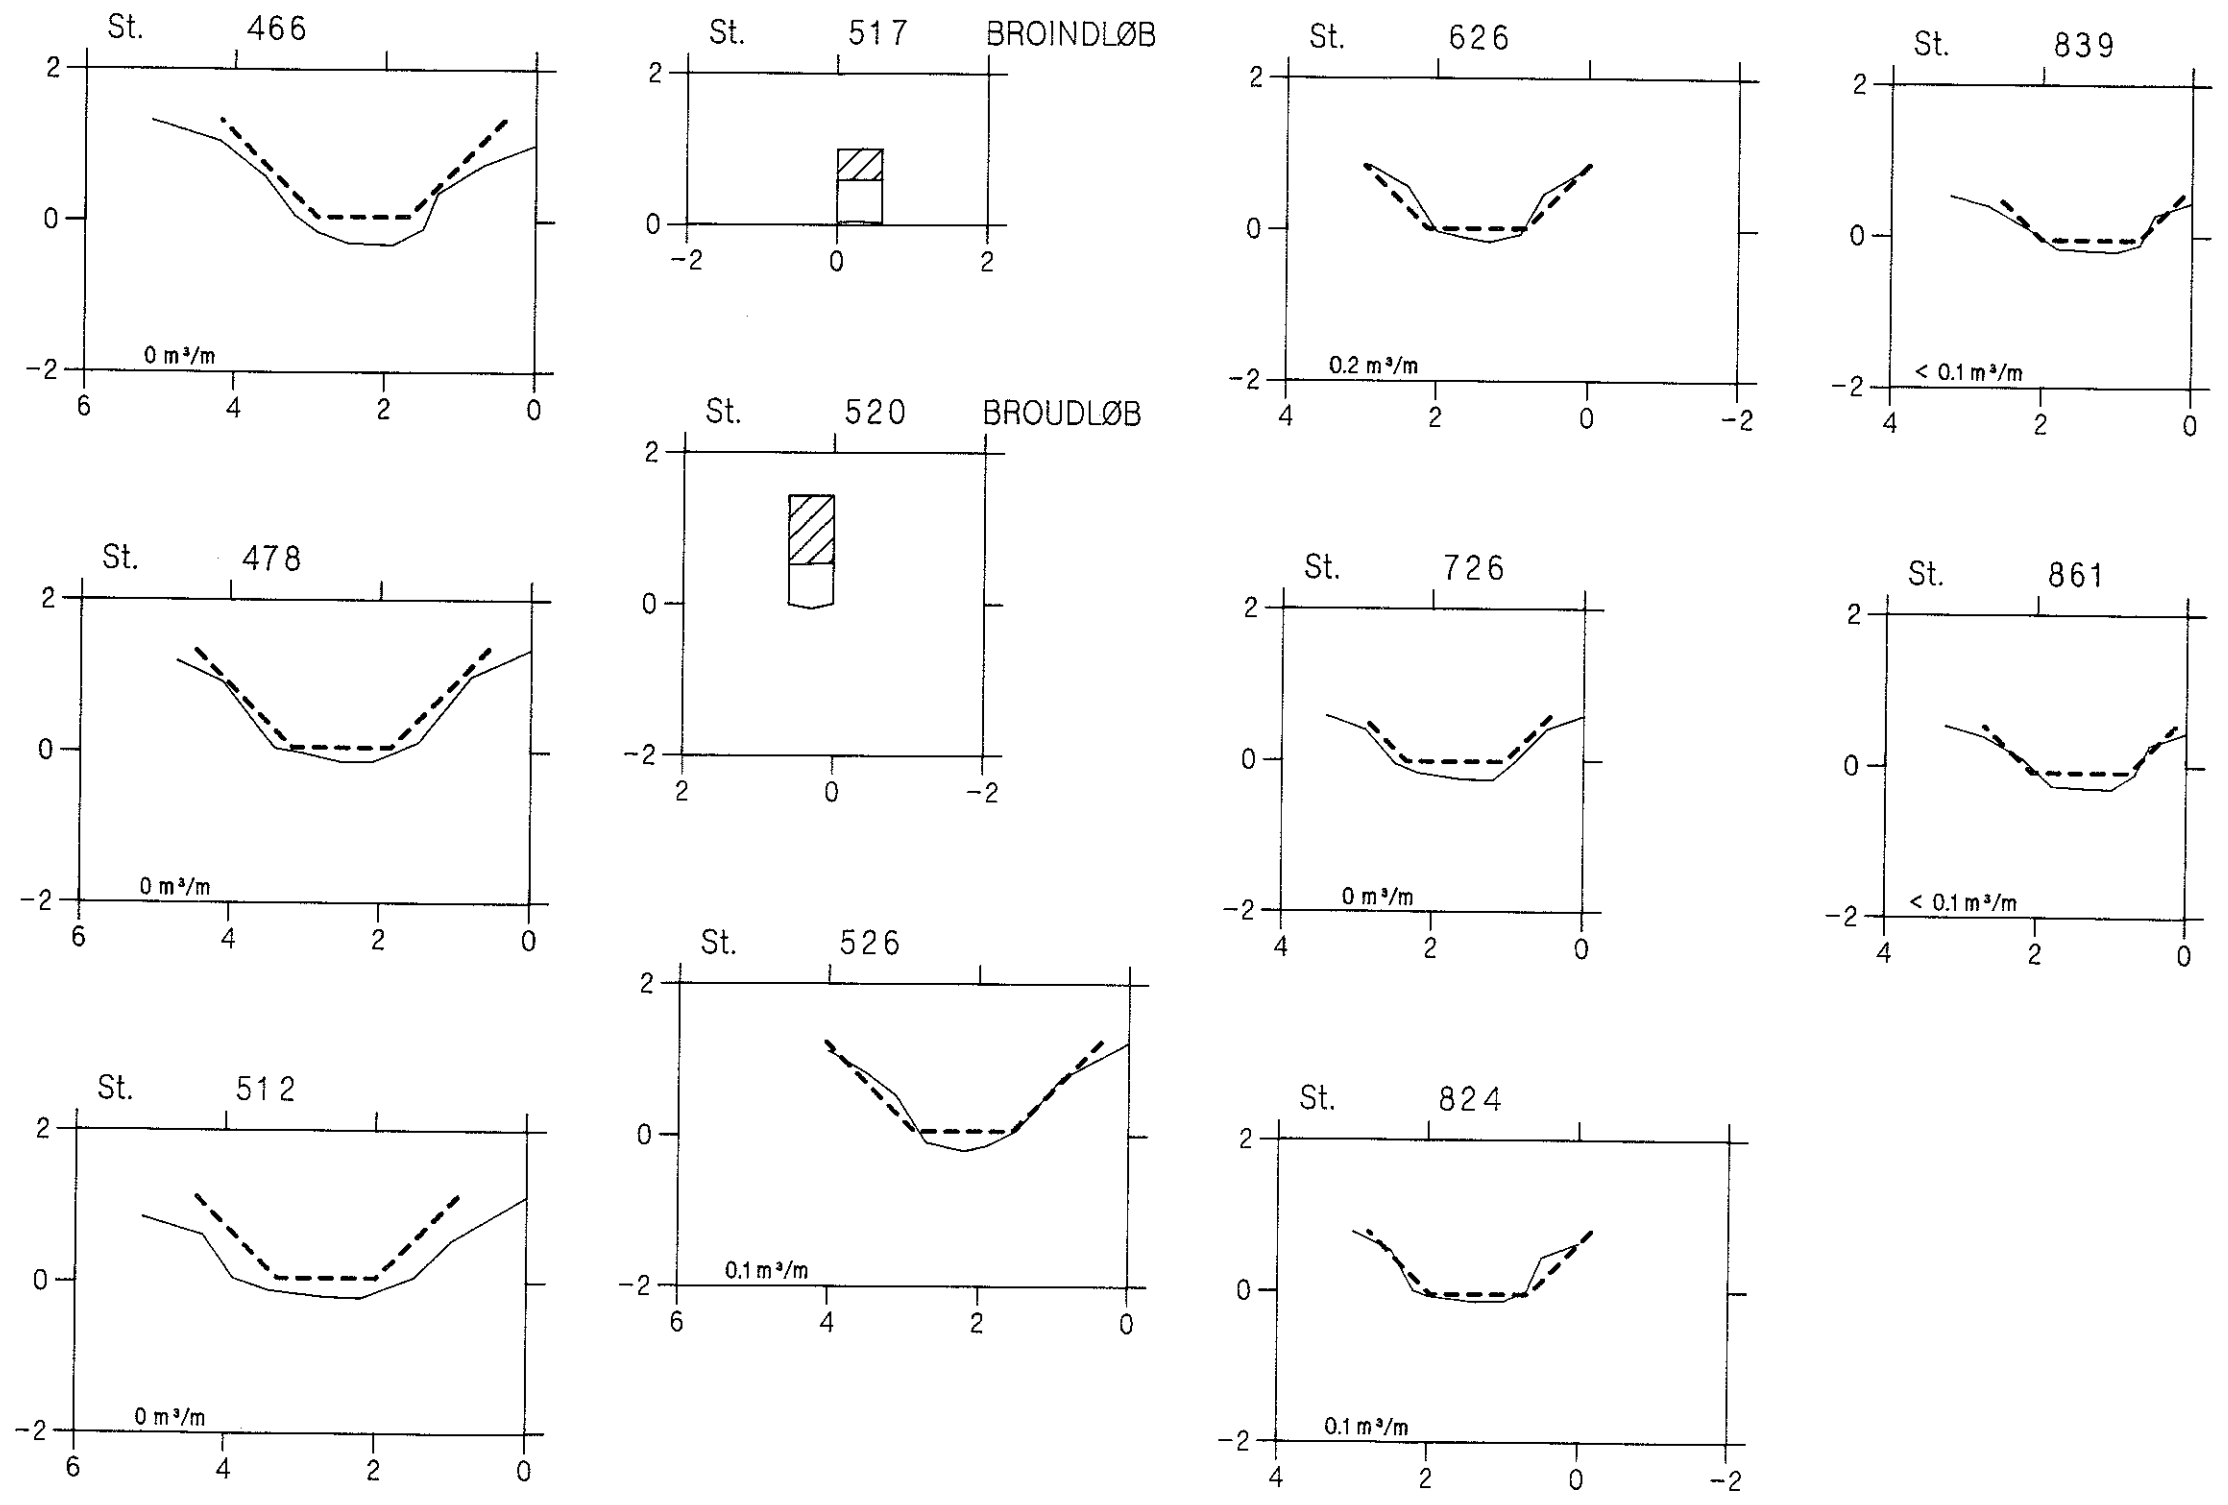 St. 466
2
0
-2
0 m³/m
6 4 2 0
St. 478
2
0
-2
0 m³/m
6 4 2 0
St. 512
2
0
-2
0 m³/m
6 4 2 0
St. 517 BROINDLØB
2
0
-2 0 2
St. 520 BROUDLØB
2
0
-2
2 0 -2
St. 526
2
0
-2
0.1 m³/m
6 4 2 0
St. 626
2
0
-2
0.2 m³/m
4 2 0 -2
St. 726
2
0
-2
0 m³/m
4 2 0
St. 824
2
0
-2
0.1 m³/m
4 2 0 -2
St. 839
2
0
-2
< 0.1 m³/m
4 2 0
St. 861
2
0
-2
< 0.1 m³/m
4 2 0